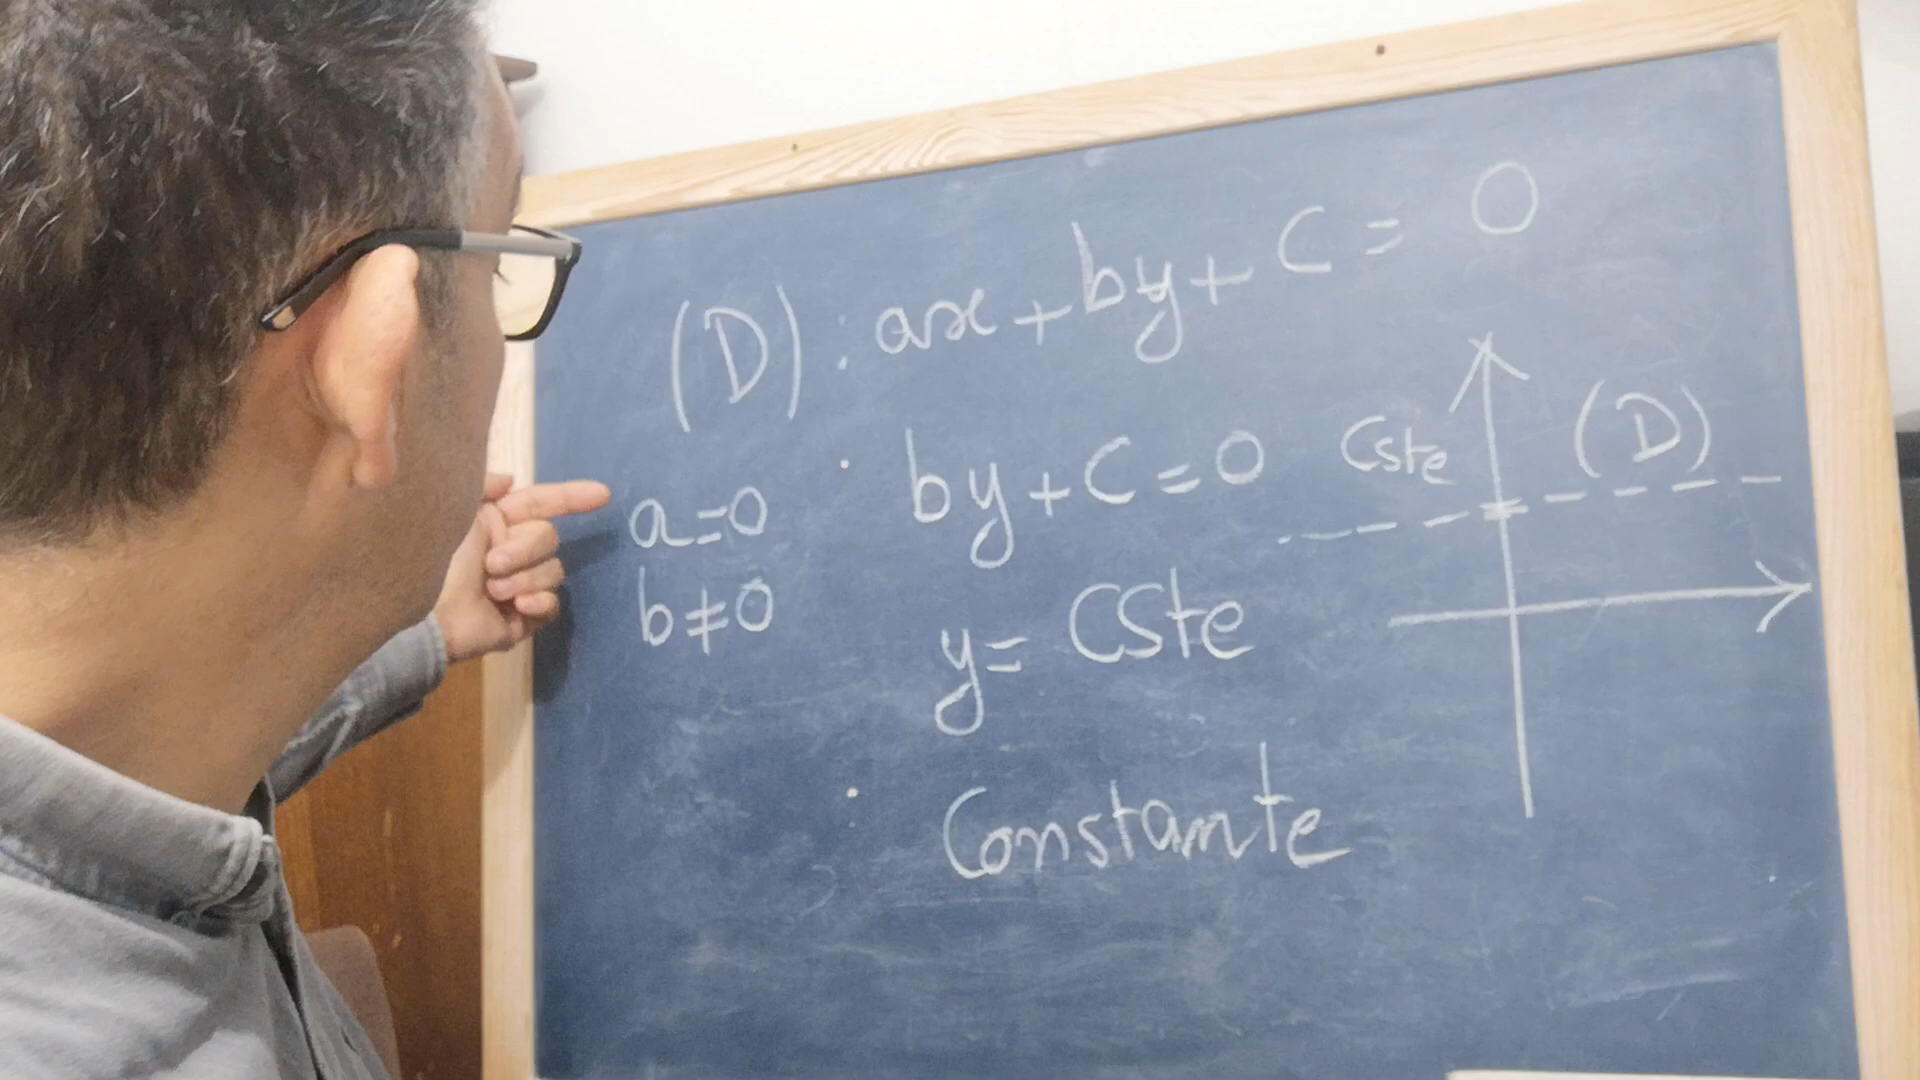 (D) : ax + by + C = 0
a=0
b≠0
by + C = 0
y = CSte
Constante
Cste
(D)